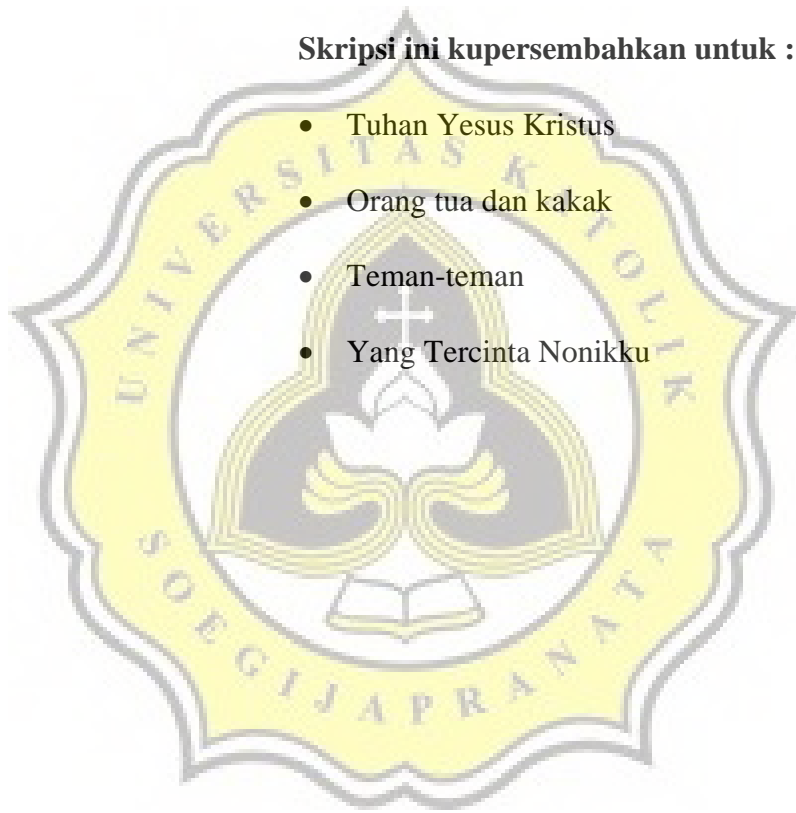 Skripsi ini kupersembahkan untuk :
• Tuhan Yesus Kristus
• Orang tua dan kakak
• Teman-teman
• Yang Tercinta Nonikku
UNIVERSITAS KATOLIK
SOEGIJAPRANATA